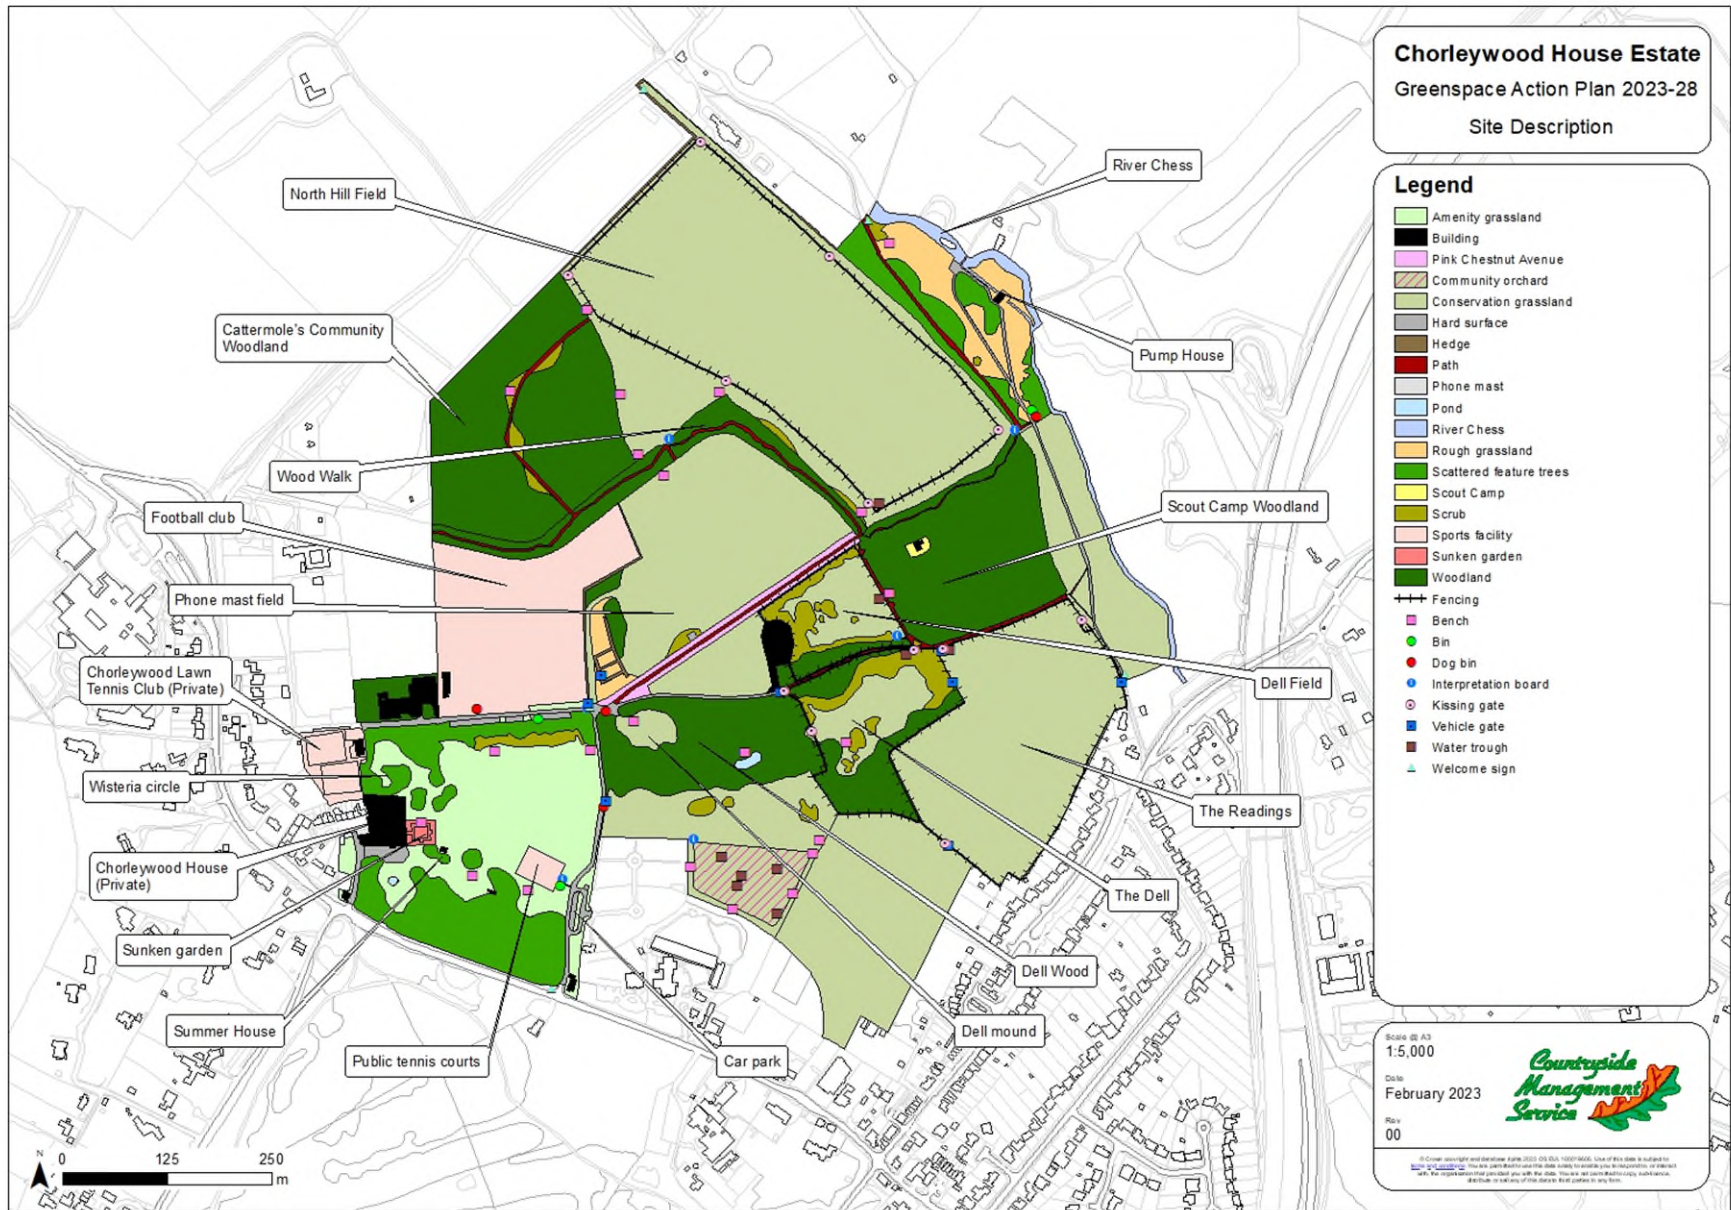 Chorleywood House Estate
Greenspace Action Plan 2023-28
Site Description
Legend
Amenity grassland
Building
Pink Chestnut Avenue
Community orchard
Conservation grassland
Hard surface
Hedge
Path
Phone mast
Pond
River Chess
Rough grassland
Scattered feature trees
Scout Camp
Scrub
Sports facility
Sunken garden
Woodland
Fencing
Bench
Bin
Dog bin
Interpretation board
Kissing gate
Vehicle gate
Water trough
Welcome sign
River Chess
North Hill Field
Cattermole's Community
Woodland
Pump House
Wood Walk
Football club
Scout Camp Woodland
Phone mast field
Chorleywood Lawn
Tennis Club (Private)
Dell Field
Wisteria circle
The Readings
Chorleywood House
(Private)
The Dell
Sunken garden
Dell Wood
Summer House
Dell mound
Public tennis courts
Car park
N
0 125 250
m
Scale @ A3
1:5,000
Date
February 2023
Rev
00
Countryside
Management
Service